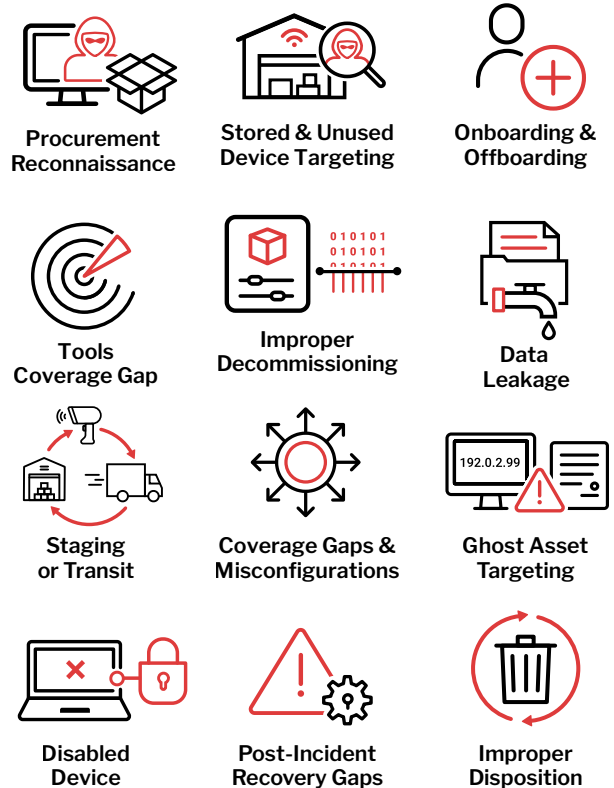 Procurement
Reconnaissance
Stored & Unused
Device Targeting
Onboarding &
Offboarding
Tools
Coverage Gap
010101
010101
010101
Improper
Decommissioning
Data
Leakage
Staging
or Transit
Coverage Gaps &
Misconfigurations
192.0.2.99
Ghost Asset
Targeting
Disabled
Device
Post-Incident
Recovery Gaps
Improper
Disposition